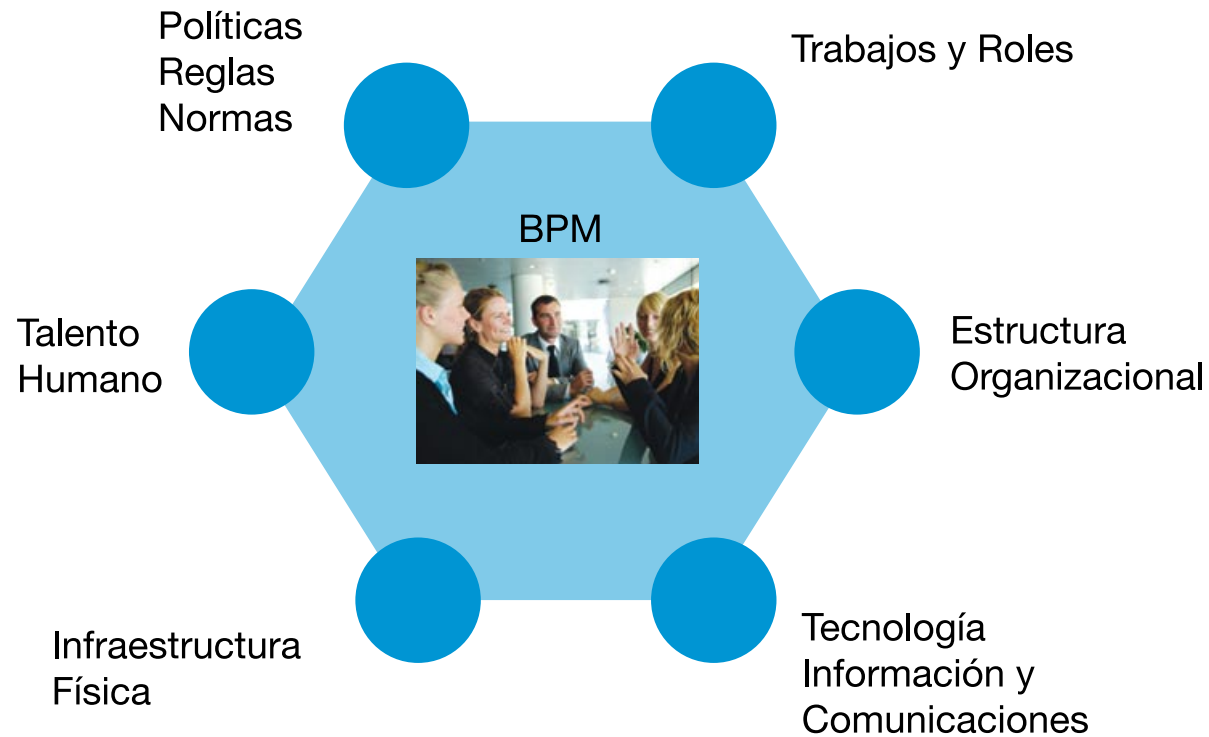 Políticas
Reglas
Normas
Trabajos y Roles
BPM
Talento
Humano
Estructura
Organizacional
Infraestructura
Física
Tecnología
Información y
Comunicaciones